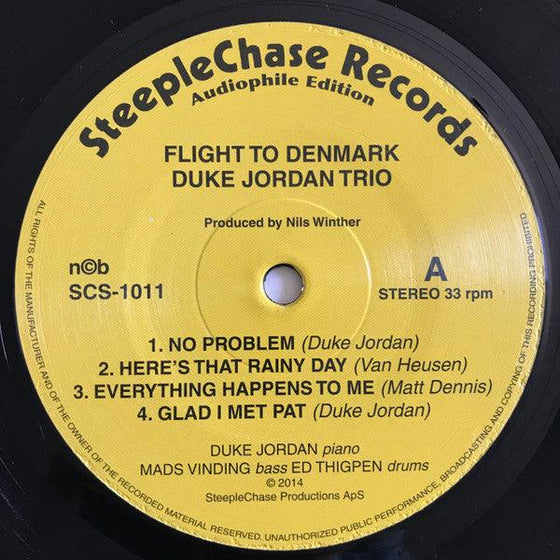 SteepleChase Records
Audiophile Edition
FLIGHT TO DENMARK
DUKE JORDAN TRIO
Produced by Nils Winther
n©b
SCS-1011
A
STEREO 33 rpm
1. NO PROBLEM (Duke Jordan)
2. HERE'S THAT RAINY DAY (Van Heusen)
3. EVERYTHING HAPPENS TO ME (Matt Dennis)
4. GLAD I MET PAT (Duke Jordan)
DUKE JORDAN piano
MADS VINDING bass ED THIGPEN drums
© 2014
SteepleChase Productions ApS
ALL RIGHTS OF THE MANUFACTURER AND OF THE OWNER OF THE RECORDED MATERIAL RESERVED. UNAUTHORIZED PUBLIC PERFORMANCE, BROADCASTING AND COPYING OF THIS RECORDING PROHIBITED